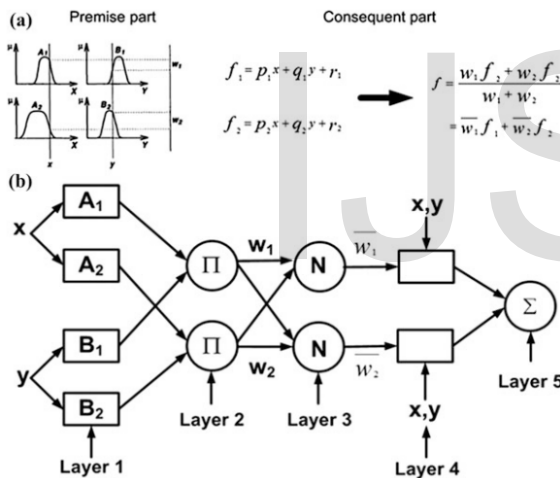 (a) Premise part Consequent part
μ A₁ μ B₁ w₁
X Y
μ A₂ μ B₂ w₂
X Y
x y
f₁ = p₁x + q₁y + r₁
f₂ = p₂x + q₂y + r₂
f = (w₁f₂ + w₂f₂) / (w₁ + w₂)
= w̅₁f₁ + w̅₂f₂
IJS
(b)
A₁ x,y
x Π w₁ N w̅₁
A₂
Σ
B₁
y Π w₂ N w̅₂
B₂ x,y
Layer 1 Layer 2 Layer 3 Layer 4 Layer 5